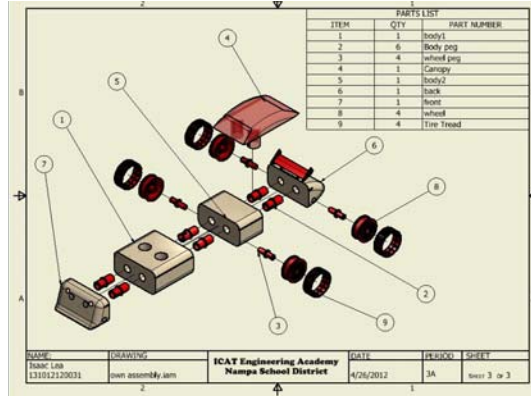 2
1
PARTS LIST
ITEM QTY PART NUMBER
1 1 body1
2 6 Body peg
3 4 wheel peg
4 1 Canopy
5 1 body2
6 1 back
7 1 front
8 4 wheel
9 4 Tire Tread
B
B
4
5
1
7
6
8
2
3
9
A
A
NAME: DRAWING ICAT Engineering Academy DATE PERIOD SHEET
Isaac Lea
131012120031 own assembly.iam Nampa School District 4/26/2012 3A SHEET 3 OF 3
2
1